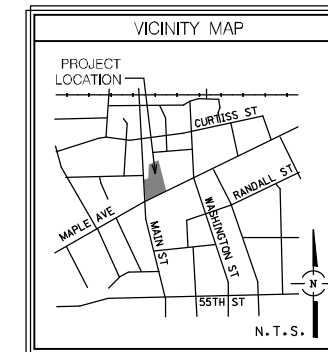 VICINITY MAP
PROJECT
LOCATION
CURTISS ST
MAPLE AVE
RANDALL ST
MAIN ST
WASHINGTON ST
55TH ST
N
N.T.S.